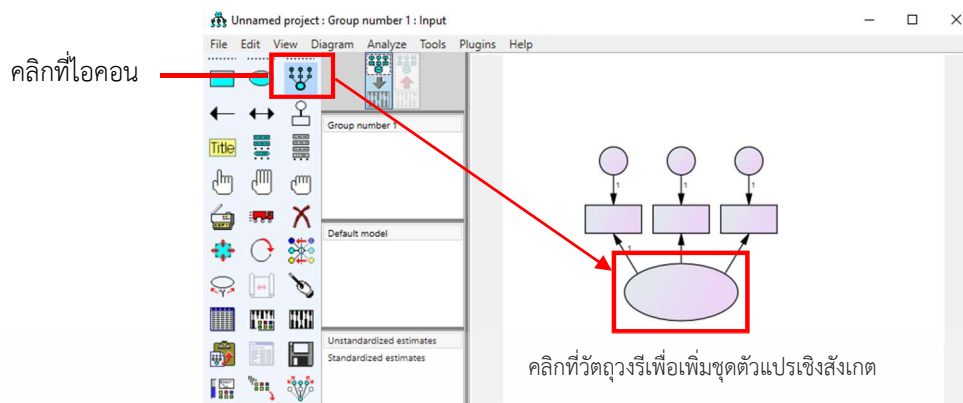 Unnamed project : Group number 1 : Input
File Edit View Diagram Analyze Tools Plugins Help
คลิกที่ไอคอน
Group number 1
Title
Default model
Unstandardized estimates
Standardized estimates
1
1
1
1
คลิกที่วัตถุวงรีเพื่อเพิ่มชุดตัวแปรเชิงสังเกต